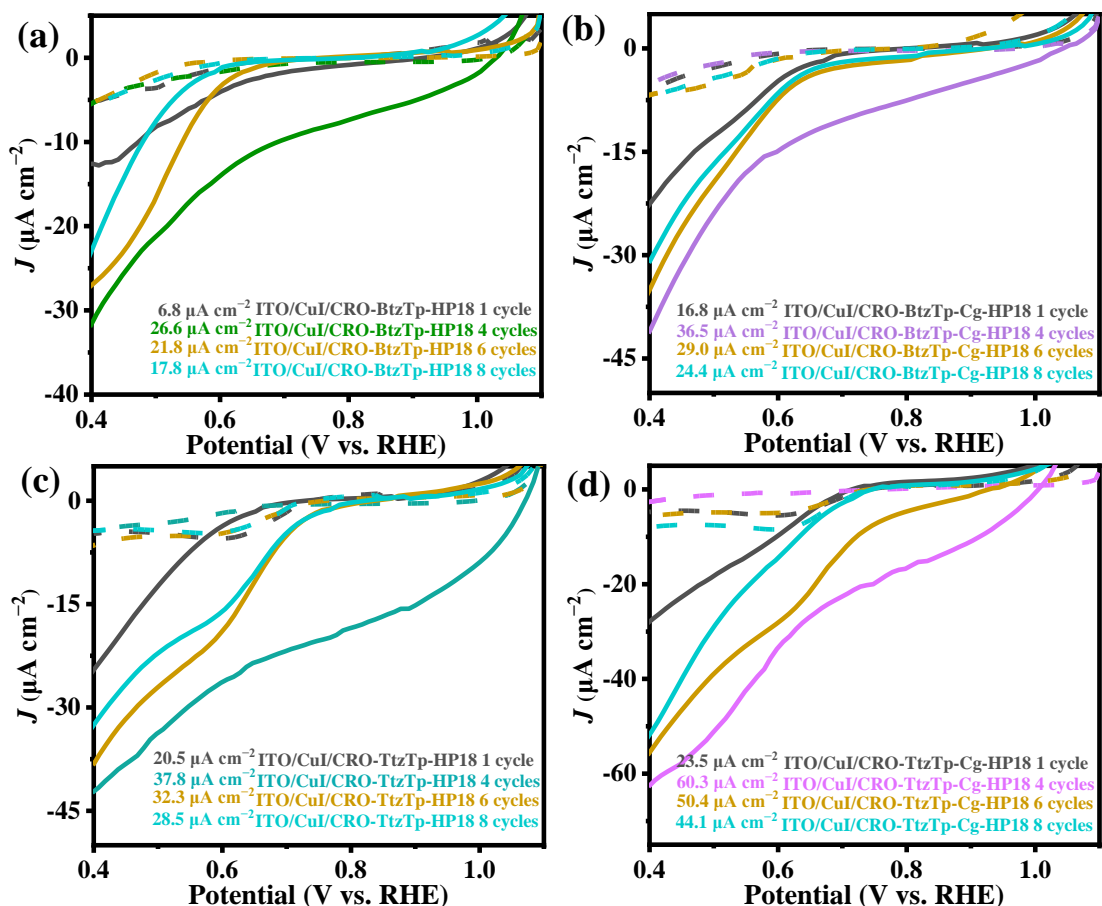 (a)
J (μA cm⁻²)
0
-10
-20
-30
-40
6.8 μA cm⁻² ITO/CuI/CRO-BtzTp-HP18 1 cycle
26.6 μA cm⁻² ITO/CuI/CRO-BtzTp-HP18 4 cycles
21.8 μA cm⁻² ITO/CuI/CRO-BtzTp-HP18 6 cycles
17.8 μA cm⁻² ITO/CuI/CRO-BtzTp-HP18 8 cycles
0.4 0.6 0.8 1.0
Potential (V vs. RHE)
(b)
J (μA cm⁻²)
0
-15
-30
-45
16.8 μA cm⁻² ITO/CuI/CRO-BtzTp-Cg-HP18 1 cycle
36.5 μA cm⁻² ITO/CuI/CRO-BtzTp-Cg-HP18 4 cycles
29.0 μA cm⁻² ITO/CuI/CRO-BtzTp-Cg-HP18 6 cycles
24.4 μA cm⁻² ITO/CuI/CRO-BtzTp-Cg-HP18 8 cycles
0.4 0.6 0.8 1.0
Potential (V vs. RHE)
(c)
J (μA cm⁻²)
0
-15
-30
-45
20.5 μA cm⁻² ITO/CuI/CRO-TtzTp-HP18 1 cycle
37.8 μA cm⁻² ITO/CuI/CRO-TtzTp-HP18 4 cycles
32.3 μA cm⁻² ITO/CuI/CRO-TtzTp-HP18 6 cycles
28.5 μA cm⁻² ITO/CuI/CRO-TtzTp-HP18 8 cycles
0.4 0.6 0.8 1.0
Potential (V vs. RHE)
(d)
J (μA cm⁻²)
0
-20
-40
-60
23.5 μA cm⁻² ITO/CuI/CRO-TtzTp-Cg-HP18 1 cycle
60.3 μA cm⁻² ITO/CuI/CRO-TtzTp-Cg-HP18 4 cycles
50.4 μA cm⁻² ITO/CuI/CRO-TtzTp-Cg-HP18 6 cycles
44.1 μA cm⁻² ITO/CuI/CRO-TtzTp-Cg-HP18 8 cycles
0.4 0.6 0.8 1.0
Potential (V vs. RHE)